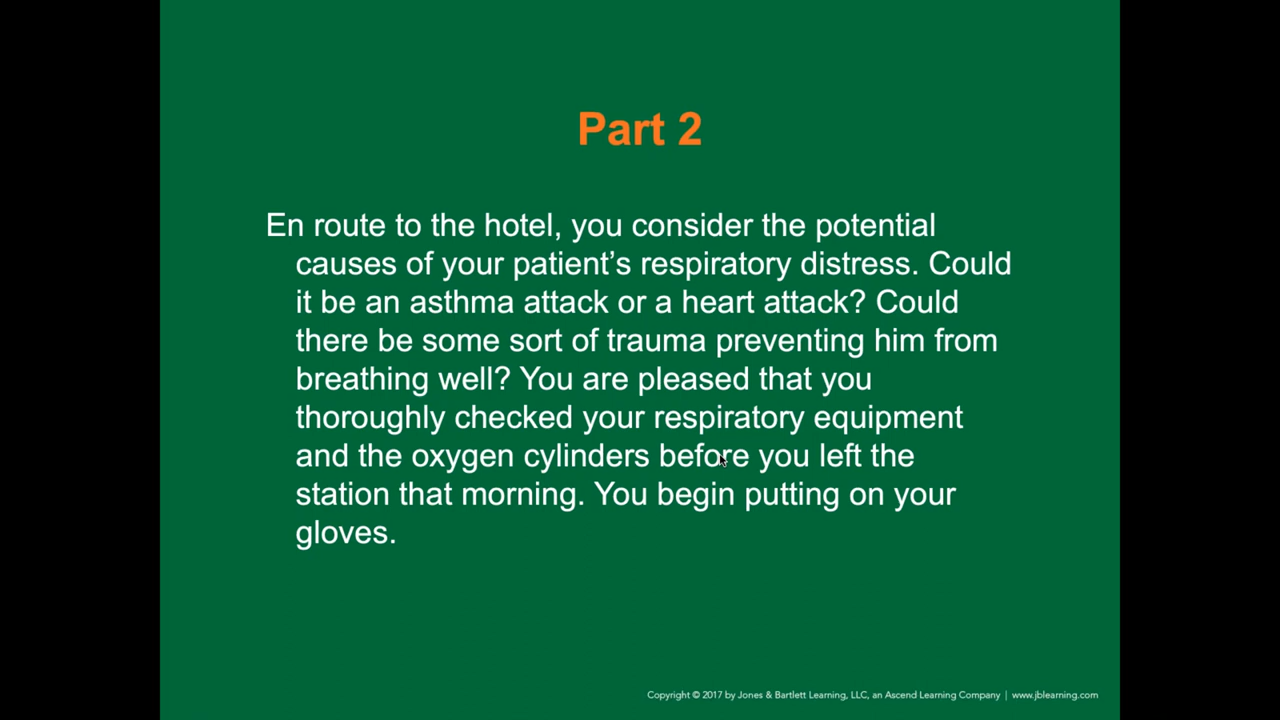 Part 2
En route to the hotel, you consider the potential
causes of your patient’s respiratory distress. Could
it be an asthma attack or a heart attack? Could
there be some sort of trauma preventing him from
breathing well? You are pleased that you
thoroughly checked your respiratory equipment
and the oxygen cylinders before you left the
station that morning. You begin putting on your
gloves.
Copyright © 2017 by Jones & Bartlett Learning, LLC, an Ascend Learning Company | www.jblearning.com